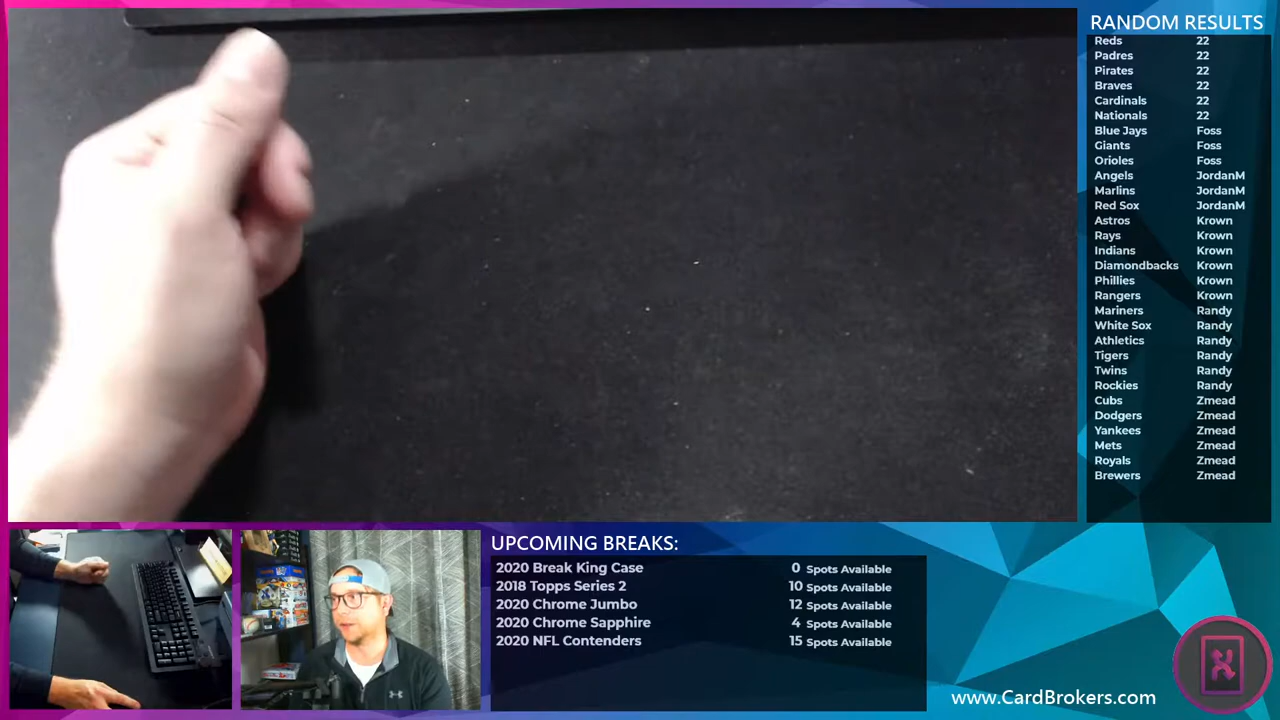 RANDOM RESULTS
Reds 22
Padres 22
Pirates 22
Braves 22
Cardinals 22
Nationals 22
Blue Jays Foss
Giants Foss
Orioles Foss
Angels JordanM
Marlins JordanM
Red Sox JordanM
Astros Krown
Rays Krown
Indians Krown
Diamondbacks Krown
Phillies Krown
Rangers Krown
Mariners Randy
White Sox Randy
Athletics Randy
Tigers Randy
Twins Randy
Rockies Randy
Cubs Zmead
Dodgers Zmead
Yankees Zmead
Mets Zmead
Royals Zmead
Brewers Zmead
UPCOMING BREAKS:
2020 Break King Case 0 Spots Available
2018 Topps Series 2 10 Spots Available
2020 Chrome Jumbo 12 Spots Available
2020 Chrome Sapphire 4 Spots Available
2020 NFL Contenders 15 Spots Available
www.CardBrokers.com